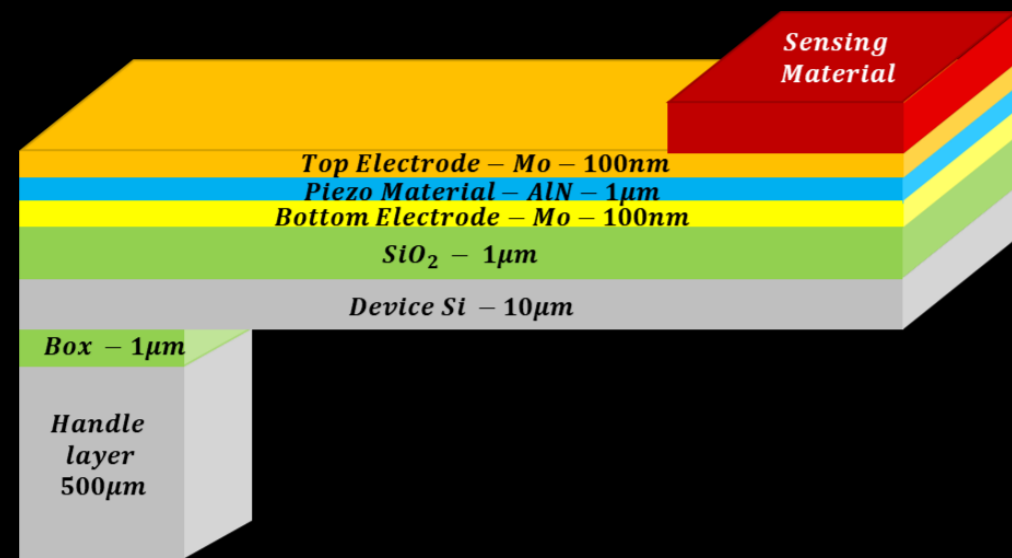 Sensing
Material
Top Electrode – Mo – 100nm
Piezo Material – AlN – 1μm
Bottom Electrode – Mo – 100nm
SiO₂ – 1μm
Device Si – 10μm
Box – 1μm
Handle
layer
500μm